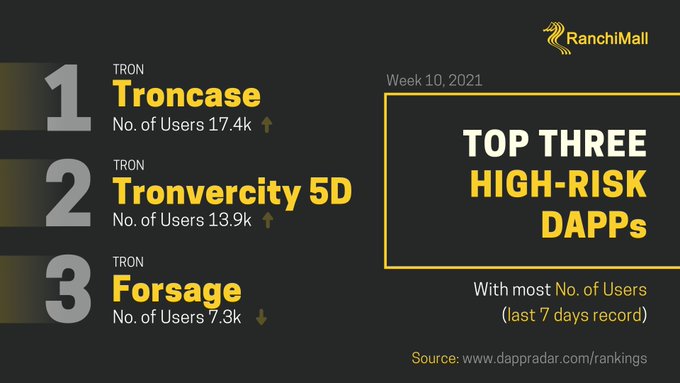 RanchiMall
Week 10, 2021
TOP THREE
HIGH-RISK
DAPPs
With most No. of Users
(last 7 days record)
1
TRON
Troncase
No. of Users 17.4k
2
TRON
Tronvercity 5D
No. of Users 13.9k
3
TRON
Forsage
No. of Users 7.3k
Source: www.dappradar.com/rankings